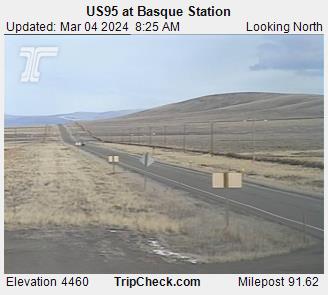 US95 at Basque Station
Updated: Mar 04 2024 8:25 AM Looking North
Elevation 4460 TripCheck.com Milepost 91.62